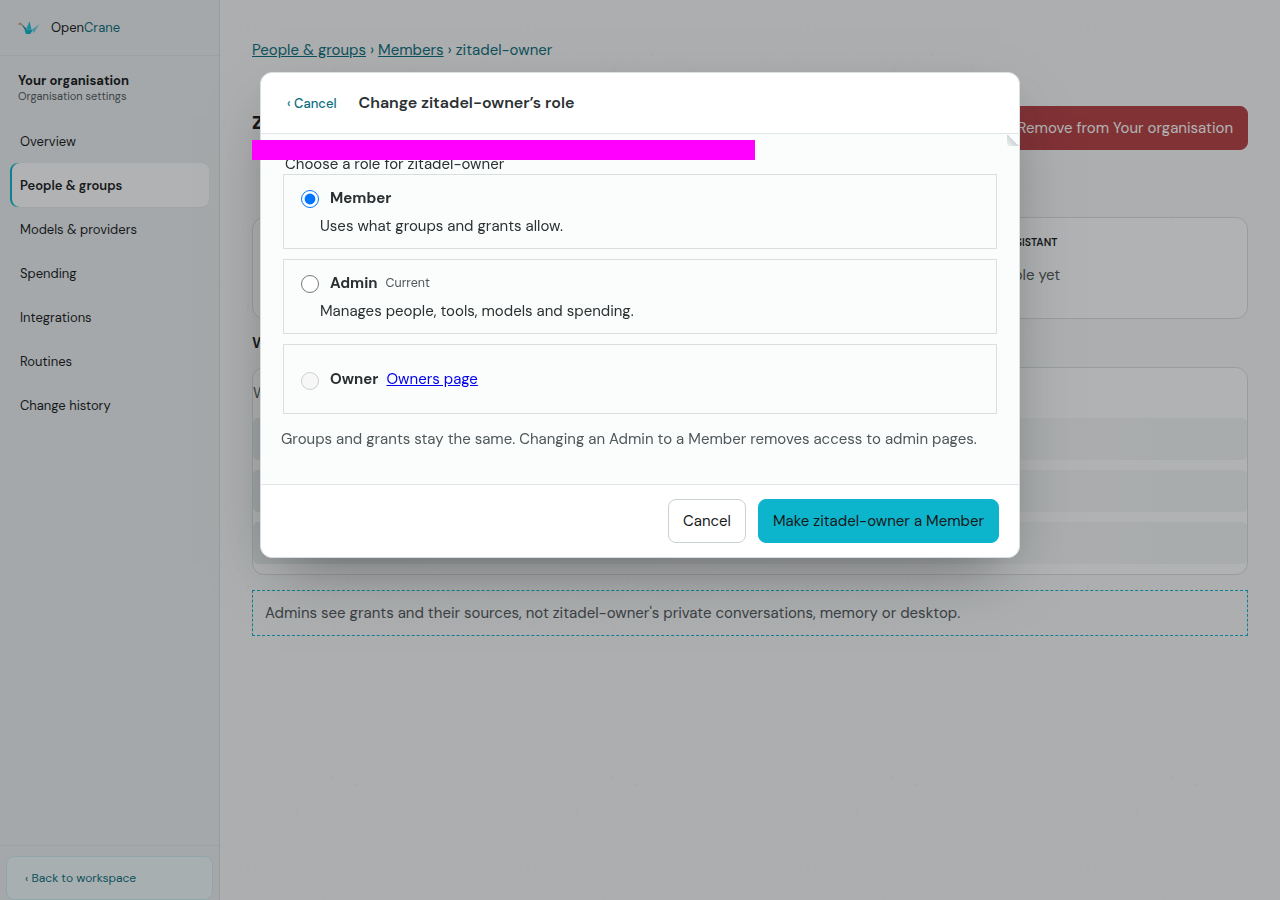 OpenCrane
Your organisation
Organisation settings
Overview
People & groups
Models & providers
Spending
Integrations
Routines
Change history
‹ Back to workspace
People & groups › Members › zitadel-owner
Remove from Your organisation
‹ Cancel
Change zitadel-owner’s role
Choose a role for zitadel-owner
Member
Uses what groups and grants allow.
Admin Current
Manages people, tools, models and spending.
Owner Owners page
Groups and grants stay the same. Changing an Admin to a Member removes access to admin pages.
Cancel
Make zitadel-owner a Member
yet
Admins see grants and their sources, not zitadel-owner's private conversations, memory or desktop.